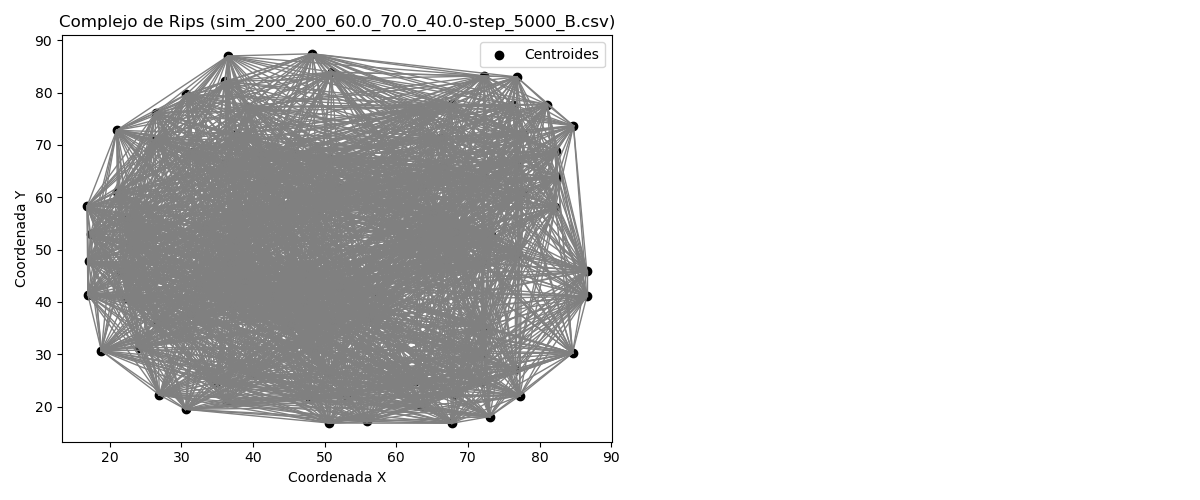 Complejo de Rips (sim_200_200_60.0_70.0_40.0-step_5000_B.csv)
Centroides
90
80
70
60
50
40
30
20
Coordenada Y
20 30 40 50 60 70 80 90
Coordenada X